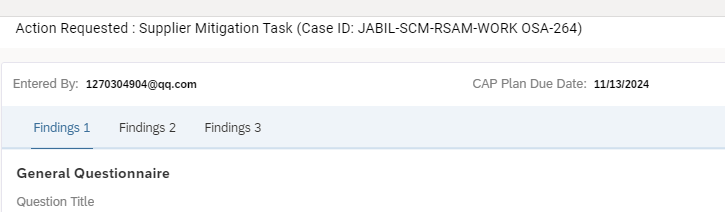 Action Requested : Supplier Mitigation Task (Case ID: JABIL-SCM-RSAM-WORK OSA-264)
Entered By: 1270304904@qq.com CAP Plan Due Date: 11/13/2024
Findings 1 Findings 2 Findings 3
General Questionnaire
Question Title